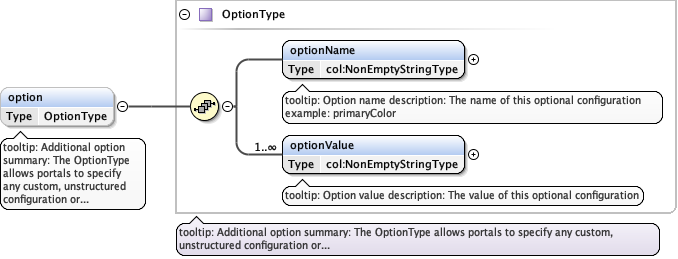 OptionType
optionName
Type col:NonEmptyStringType
tooltip: Option name description: The name of this optional configuration
example: primaryColor
option
Type OptionType
tooltip: Additional option
summary: The OptionType
allows portals to specify
any custom, unstructured
configuration or...
1..∞
optionValue
Type col:NonEmptyStringType
tooltip: Option value description: The value of this optional configuration
tooltip: Additional option summary: The OptionType allows portals to specify any custom,
unstructured configuration or...